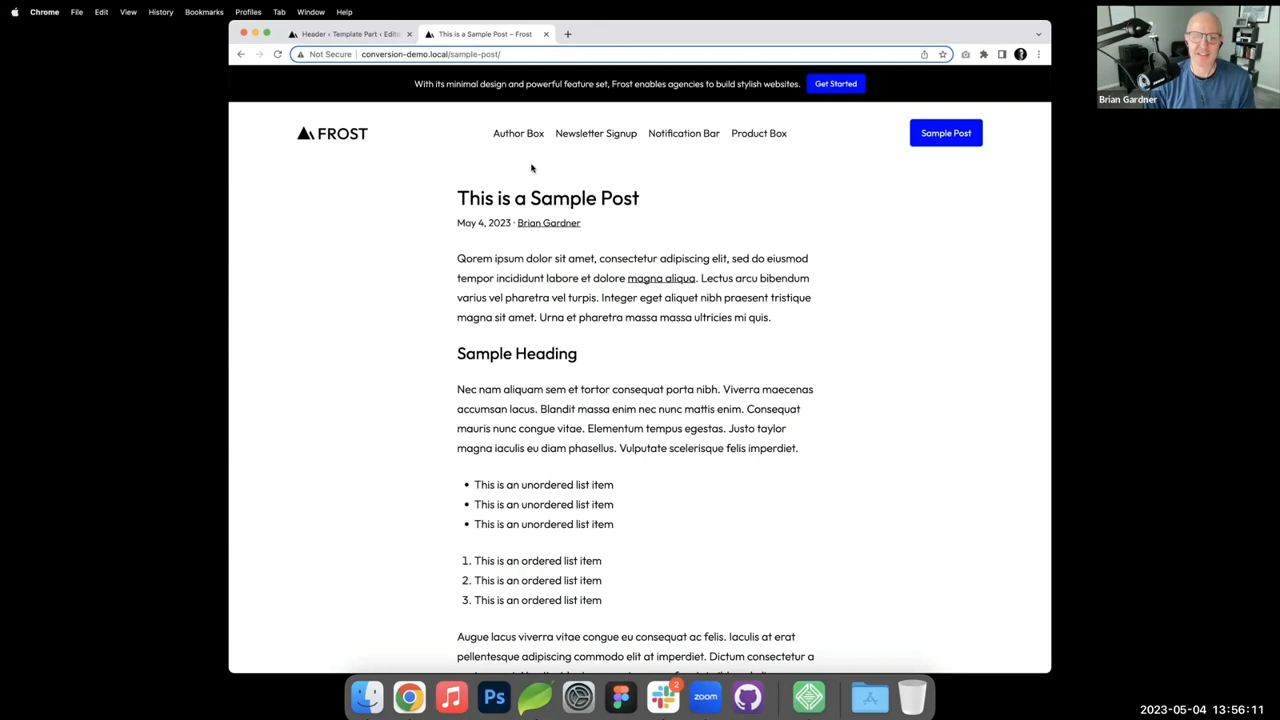 Chrome File Edit View History Bookmarks Profiles Tab Window Help
Header ‹ Template Part ‹ Edito
This is a Sample Post – Frost
Not Secure conversion-demo.local/sample-post/
With its minimal design and powerful feature set, Frost enables agencies to build stylish websites. Get Started
FROST Author Box Newsletter Signup Notification Bar Product Box Sample Post
This is a Sample Post
May 4, 2023 · Brian Gardner
Qorem ipsum dolor sit amet, consectetur adipiscing elit, sed do eiusmod
tempor incididunt labore et dolore magna aliqua. Lectus arcu bibendum
varius vel pharetra vel turpis. Integer eget aliquet nibh praesent tristique
magna sit amet. Urna et pharetra massa massa ultricies mi quis.
Sample Heading
Nec nam aliquam sem et tortor consequat porta nibh. Viverra maecenas
accumsan lacus. Blandit massa enim nec nunc mattis enim. Consequat
mauris nunc congue vitae. Elementum tempus egestas. Justo taylor
magna iaculis eu diam phasellus. Vulputate scelerisque felis imperdiet.
• This is an unordered list item
• This is an unordered list item
• This is an unordered list item
1. This is an ordered list item
2. This is an ordered list item
3. This is an ordered list item
Augue lacus viverra vitae congue eu consequat ac felis. Iaculis at erat
pellentesque adipiscing commodo elit at imperdiet. Dictum consectetur a
Brian Gardner
Ps
2
zoom
2023-05-04 13:56:11